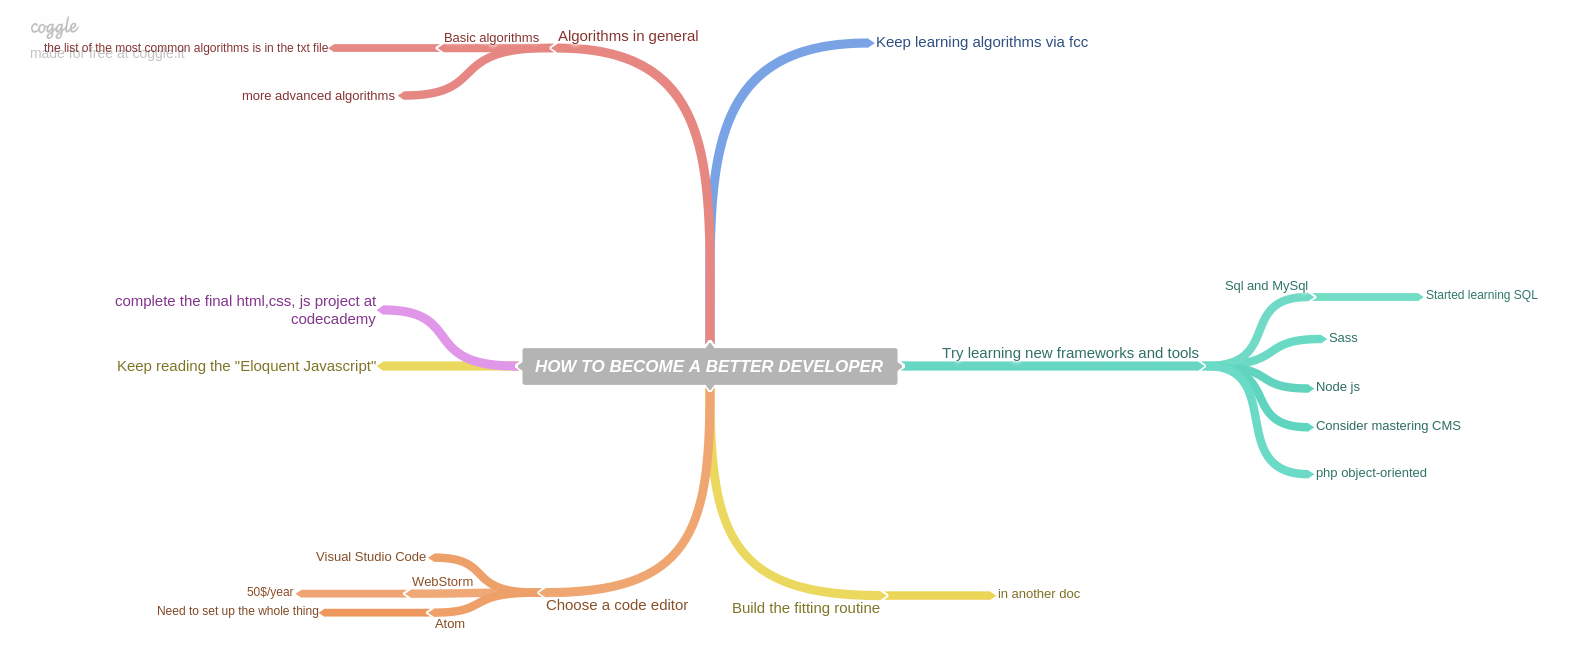 coggle
made for free at coggle.it
the list of the most common algorithms is in the txt file
Basic algorithms
Algorithms in general
more advanced algorithms
Keep learning algorithms via fcc
complete the final html,css, js project at
codecademy
Keep reading the "Eloquent Javascript"
HOW TO BECOME A BETTER DEVELOPER
Try learning new frameworks and tools
Sql and MySql
Started learning SQL
Sass
Node js
Consider mastering CMS
php object-oriented
Visual Studio Code
WebStorm
50$/year
Need to set up the whole thing
Atom
Choose a code editor
Build the fitting routine
in another doc